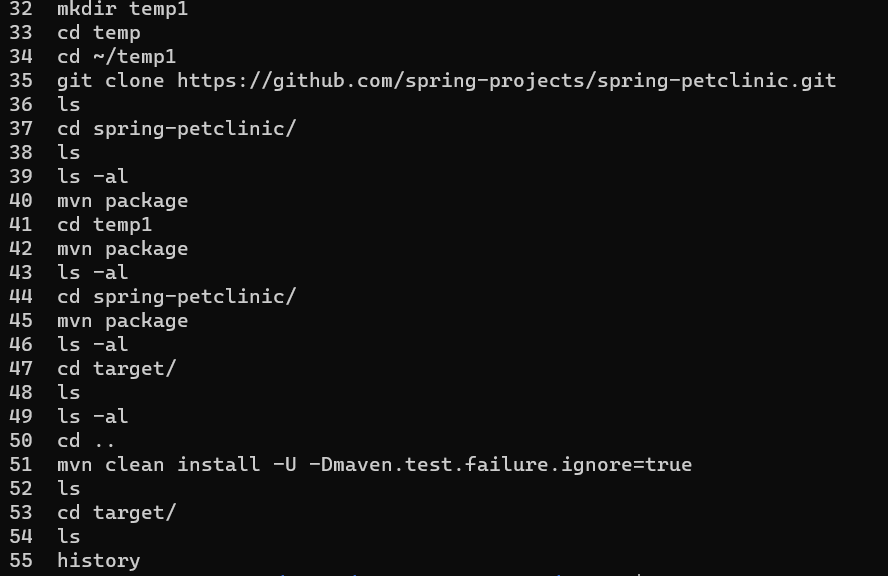 32 mkdir temp1
33 cd temp
34 cd ~/temp1
35 git clone https://github.com/spring-projects/spring-petclinic.git
36 ls
37 cd spring-petclinic/
38 ls
39 ls -al
40 mvn package
41 cd temp1
42 mvn package
43 ls -al
44 cd spring-petclinic/
45 mvn package
46 ls -al
47 cd target/
48 ls
49 ls -al
50 cd ..
51 mvn clean install -U -Dmaven.test.failure.ignore=true
52 ls
53 cd target/
54 ls
55 history